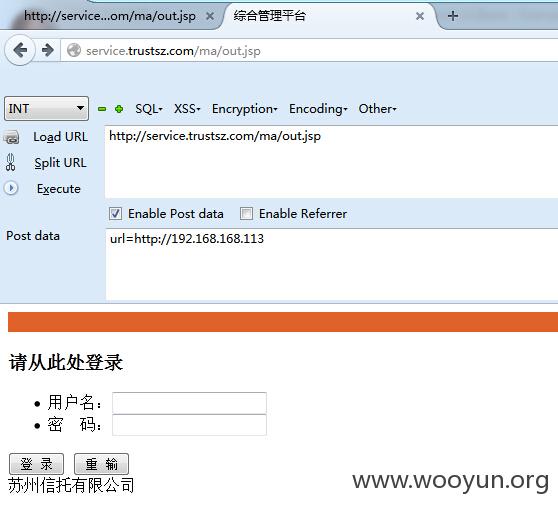 http://service...om/ma/out.jsp
综合管理平台
service.trustsz.com/ma/out.jsp
INT SQL XSS Encryption Encoding Other
Load URL
http://service.trustsz.com/ma/out.jsp
Split URL
Execute
Enable Post data Enable Referrer
Post data
url=http://192.168.168.113
请从此处登录
用户名：
密 码：
登 录 重 输
苏州信托有限公司
www.wooyun.org